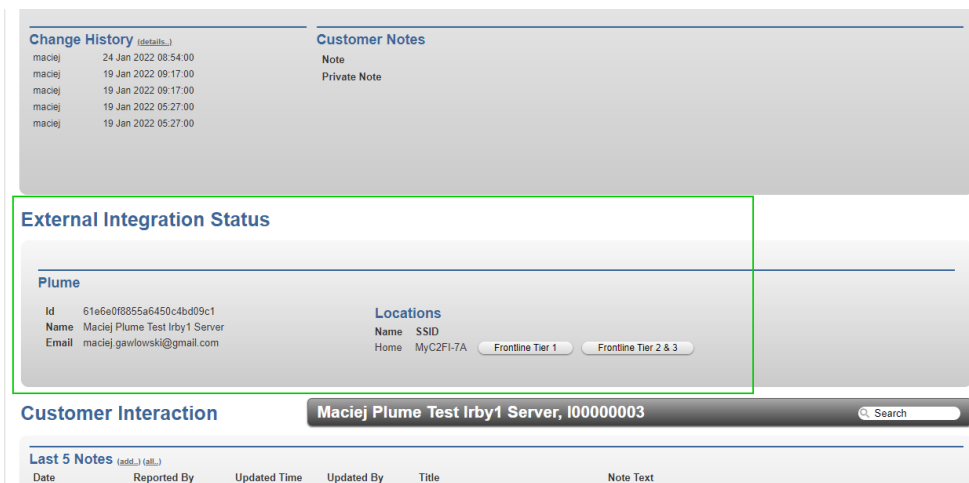 Change History (details..)
maciej 24 Jan 2022 08:54:00
maciej 19 Jan 2022 09:17:00
maciej 19 Jan 2022 09:17:00
maciej 19 Jan 2022 05:27:00
maciej 19 Jan 2022 05:27:00
Customer Notes
Note
Private Note
External Integration Status
Plume
Id 61e6e0f8855a6450c4bd09c1
Name Maciej Plume Test Irby1 Server
Email maciej.gawlowski@gmail.com
Locations
Name SSID
Home MyC2FI-7A Frontline Tier 1 Frontline Tier 2 & 3
Customer Interaction
Maciej Plume Test Irby1 Server, I00000003
Search
Last 5 Notes (add..) (all..)
Date Reported By Updated Time Updated By Title Note Text